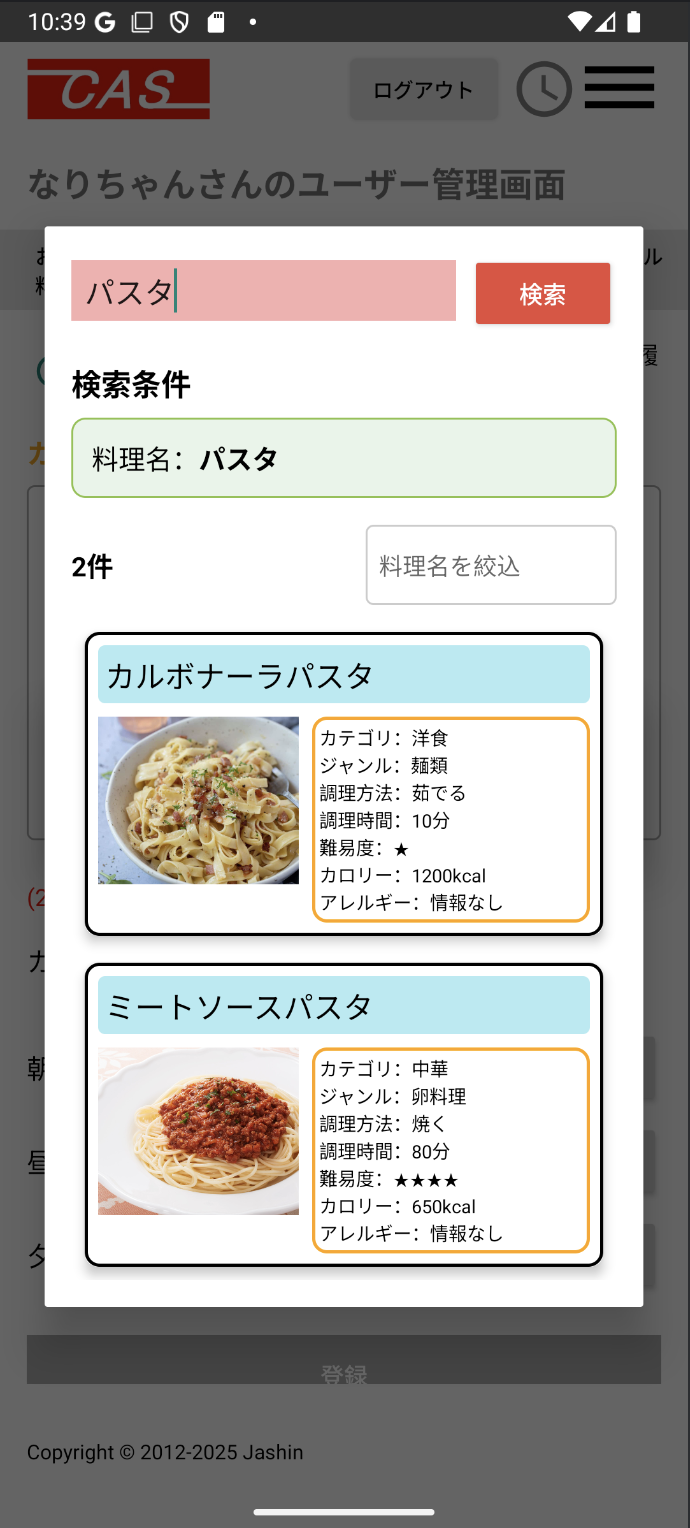 10:39
CAS
ログアウト
なりちゃんさんのユーザー管理画面
ル
履
パスタ
検索
検索条件
料理名：パスタ
2件
料理名を絞込
カルボナーラパスタ
カテゴリ：洋食
ジャンル：麺類
調理方法：茹でる
調理時間：10分
難易度：★
カロリー：1200kcal
アレルギー：情報なし
ミートソースパスタ
カテゴリ：中華
ジャンル：卵料理
調理方法：焼く
調理時間：80分
難易度：★★★★
カロリー：650kcal
アレルギー：情報なし
(2
カ
朝
昼
夕
登録
Copyright © 2012-2025 Jashin